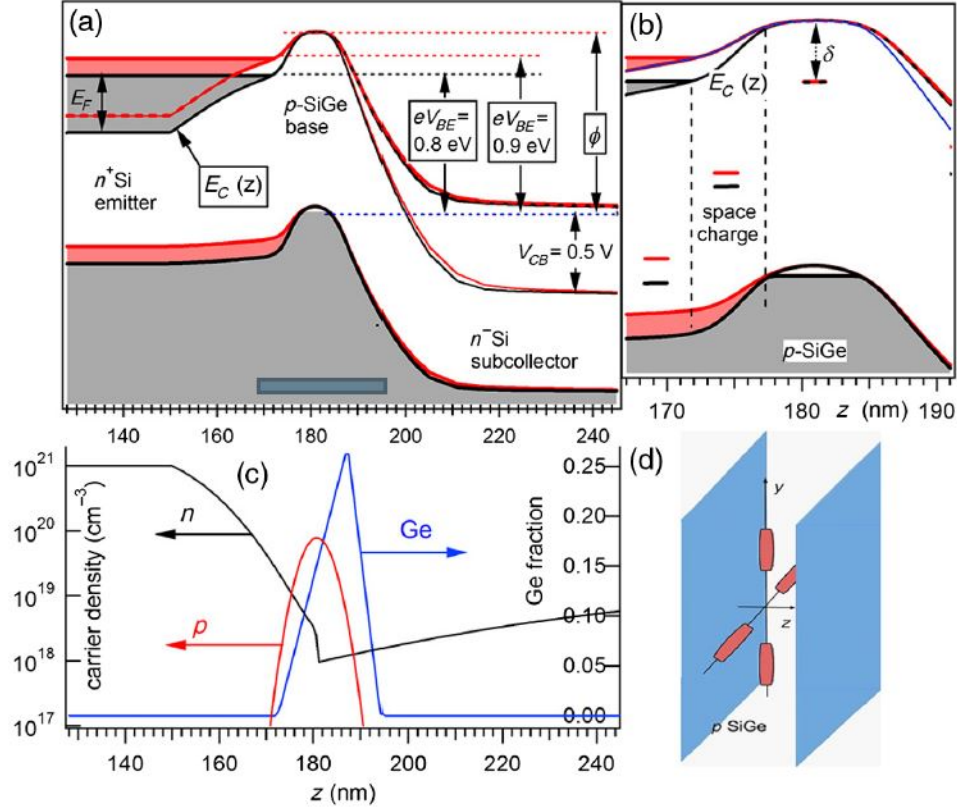 (a)
E_F
p-SiGe
base
eV_BE =
0.8 eV
eV_BE =
0.9 eV
ϕ
n⁺Si
emitter
E_C (z)
V_CB = 0.5 V
n⁻Si
subcollector
140 160 180 200 220 240
(b)
δ
E_C (z)
space
charge
p-SiGe
170 180 z (nm) 190
(c)
carrier density (cm⁻³)
10²¹
10²⁰
10¹⁹
10¹⁸
10¹⁷
n
p
Ge
Ge fraction
0.25
0.20
0.15
0.10
0.05
0.00
140 160 180 200 220 240
z (nm)
(d)
y
z
p SiGe